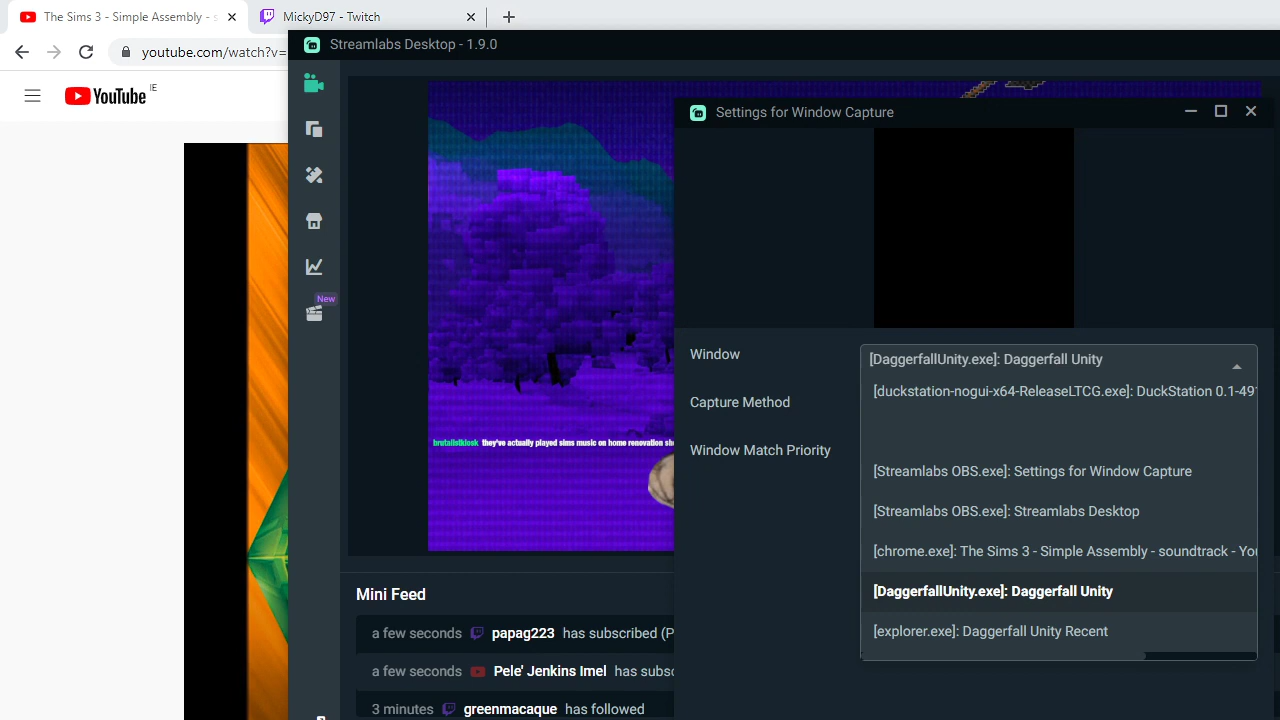 The Sims 3 - Simple Assembly - s
MickyD97 - Twitch
youtube.com/watch?v=
YouTube IE
Streamlabs Desktop - 1.9.0
New
Settings for Window Capture
Window
[DaggerfallUnity.exe]: Daggerfall Unity
[duckstation-nogui-x64-ReleaseLTCG.exe]: DuckStation 0.1-491
Capture Method
Window Match Priority
brutalistkiosk they've actually played sims music on home renovation sh
[Streamlabs OBS.exe]: Settings for Window Capture
[Streamlabs OBS.exe]: Streamlabs Desktop
[chrome.exe]: The Sims 3 - Simple Assembly - soundtrack - You
[DaggerfallUnity.exe]: Daggerfall Unity
[explorer.exe]: Daggerfall Unity Recent
Mini Feed
a few seconds papag223 has subscribed (P
a few seconds Pele' Jenkins Imel has subsc
3 minutes greenmacaque has followed